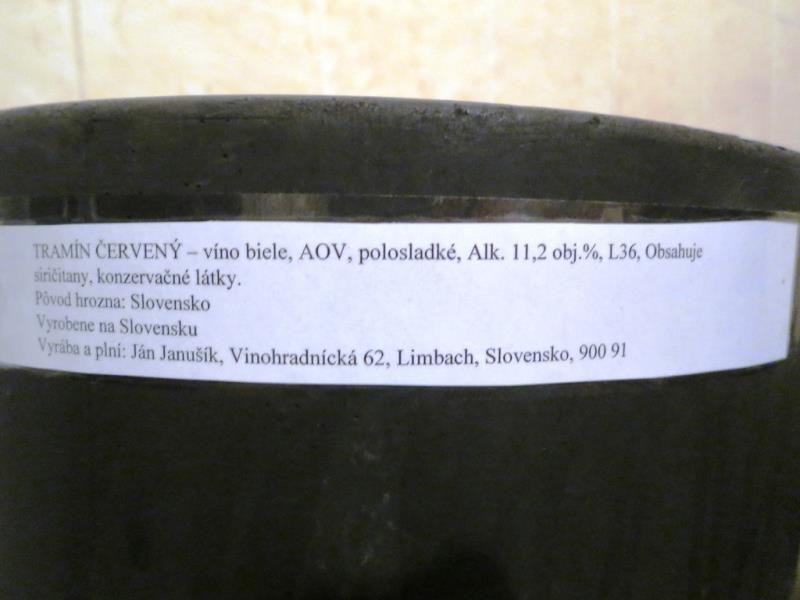 TRAMÍN ČERVENÝ – víno biele, AOV, polosladké, Alk. 11,2 obj.%, L36, Obsahuje
siričitany, konzervačné látky.
Pôvod hrozna: Slovensko
Vyrobene na Slovensku
Vyrába a plní: Ján Janušík, Vinohradnícká 62, Limbach, Slovensko, 900 91